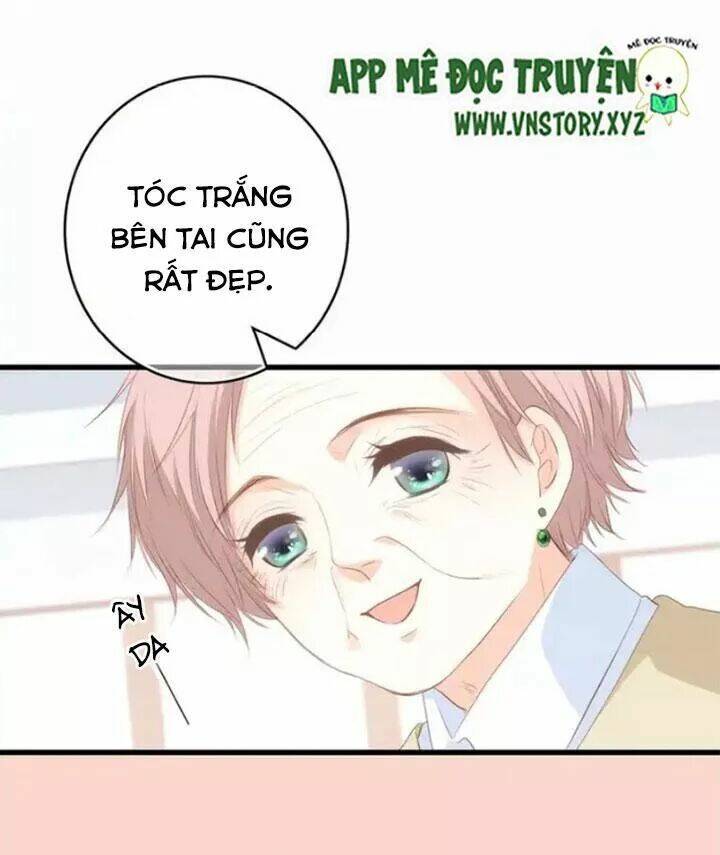 MÊ ĐỌC TRUYỆN
APP MÊ ĐỌC TRUYỆN
WWW.VNSTORY.XYZ
TÓC TRẮNG
BÊN TAI CŨNG
RẤT ĐẸP.
ÂY
DA